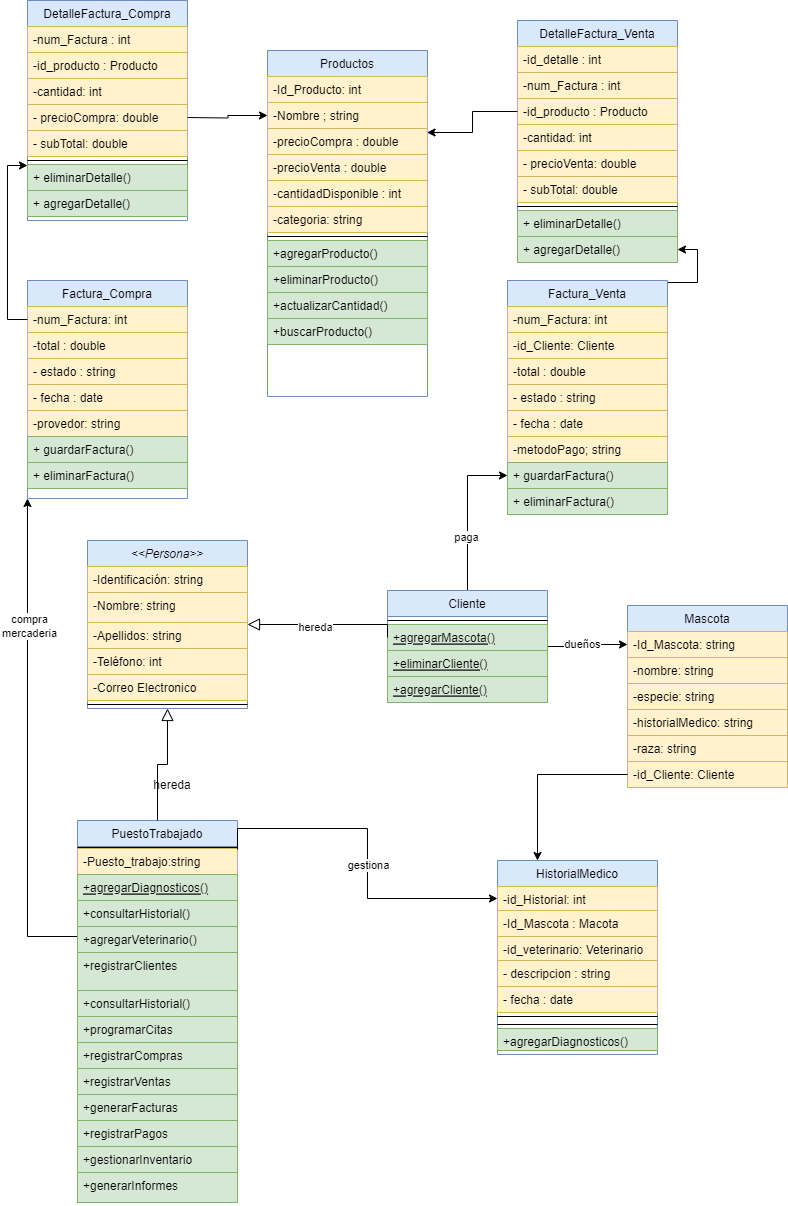 DetalleFactura_Compra
-num_Factura : int
-id_producto : Producto
-cantidad: int
- precioCompra: double
- subTotal: double
+ eliminarDetalle()
+ agregarDetalle()
Productos
-Id_Producto: int
-Nombre ; string
-precioCompra : double
-precioVenta : double
-cantidadDisponible : int
-categoria: string
+agregarProducto()
+eliminarProducto()
+actualizarCantidad()
+buscarProducto()
DetalleFactura_Venta
-id_detalle : int
-num_Factura : int
-id_producto : Producto
-cantidad: int
- precioVenta: double
- subTotal: double
+ eliminarDetalle()
+ agregarDetalle()
Factura_Compra
-num_Factura: int
-total : double
- estado : string
- fecha : date
-provedor: string
+ guardarFactura()
+ eliminarFactura()
Factura_Venta
-num_Factura: int
-id_Cliente: Cliente
-total : double
- estado : string
- fecha : date
-metodoPago; string
+ guardarFactura()
+ eliminarFactura()
paga
<<Persona>>
-Identificación: string
-Nombre: string
-Apellidos: string
-Teléfono: int
-Correo Electronico
hereda
Cliente
+agregarMascota()
+eliminarCliente()
+agregarCliente()
dueños
Mascota
-Id_Mascota: string
-nombre: string
-especie: string
-historialMedico: string
-raza: string
-id_Cliente: Cliente
compra
mercadería
hereda
PuestoTrabajado
-Puesto_trabajo:string
+agregarDiagnosticos()
+consultarHistorial()
+agregarVeterinario()
+registrarClientes
+consultarHistorial()
+programarCitas
+registrarCompras
+registrarVentas
+generarFacturas
+registrarPagos
+gestionarInventario
+generarInformes
gestiona
HistorialMedico
-id_Historial: int
-Id_Mascota : Macota
-id_veterinario: Veterinario
- descripcion : string
- fecha : date
+agregarDiagnosticos()